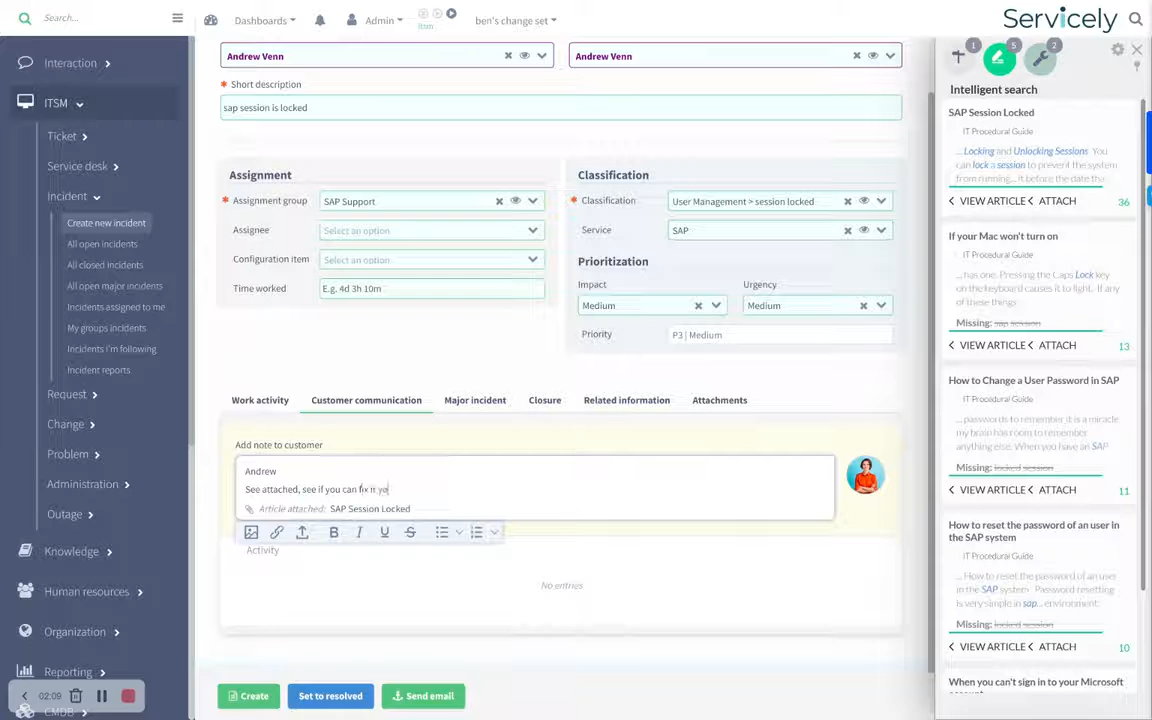 Search...
Dashboards
Admin
itsm
ben's change set
Servicely
Interaction
ITSM
Ticket
Service desk
Incident
Create new incident
All open incidents
All closed incidents
All open major incidents
Incidents assigned to me
My groups incidents
Incidents I'm following
Incident reports
Request
Change
Problem
Administration
Outage
Knowledge
Human resources
Organization
Reporting
02:09
CMDB
Andrew Venn
Andrew Venn
* Short description
sap session is locked
Assignment
* Assignment group SAP Support
Assignee Select an option
Configuration item Select an option
Time worked E.g. 4d 3h 10m
Classification
* Classification User Management > session locked
Service SAP
Prioritization
Impact Urgency
Medium Medium
Priority P3 | Medium
Work activity Customer communication Major incident Closure Related information Attachments
Add note to customer
Andrew
See attached, see if you can fix it yo
Article attached: SAP Session Locked
B I U S
Activity
No entries
Create Set to resolved Send email
1 5 2
Intelligent search
SAP Session Locked
IT Procedural Guide
... Locking and Unlocking Sessions You
can lock a session to prevent the system
from running... it before the date tha
VIEW ARTICLE ATTACH 36
If your Mac won't turn on
IT Procedural Guide
... has one. Pressing the Caps Lock key
on the keyboard causes it to light. If any
of these things
Missing: sap session
VIEW ARTICLE ATTACH 13
How to Change a User Password in SAP
IT Procedural Guide
... passwords to remember, it is a miracle
my brain has room to remember
anything else. When you have an SAP
Missing: locked session
VIEW ARTICLE ATTACH 11
How to reset the password of an user in
the SAP system
IT Procedural Guide
... How to reset the password of an user
in the SAP system Password resetting
is very simple in sap... environment.
Missing: locked session
VIEW ARTICLE ATTACH 10
When you can't sign in to your Microsoft